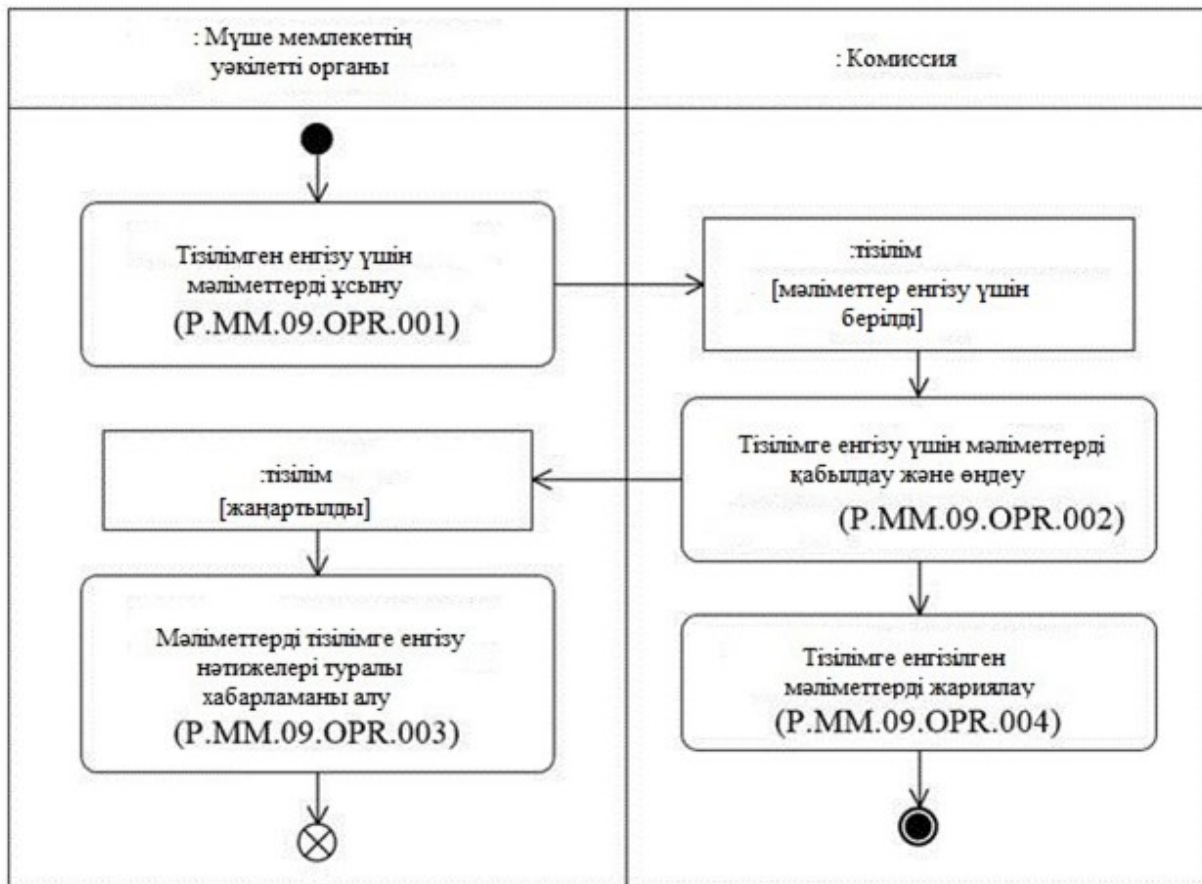 : Мүше мемлекеттің
уәкілетті органы
: Комиссия
Тізілімген енгізу үшін
мәліметтерді ұсыну
(P.MM.09.OPR.001)
:тізілім
[мәліметтер енгізу үшін
берілді]
Тізілімге енгізу үшін мәліметтерді
қабылдау және өңдеу
(P.MM.09.OPR.002)
:тізілім
[жаңартылды]
Мәліметтерді тізілімге енгізу
нәтижелері туралы
хабарламаны алу
(P.MM.09.OPR.003)
Тізілімге енгізілген
мәліметтерді жариялау
(P.MM.09.OPR.004)